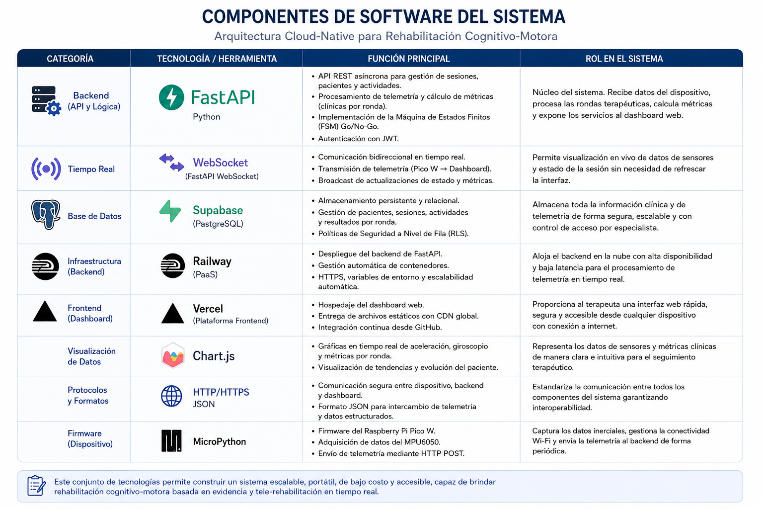 COMPONENTES DE SOFTWARE DEL SISTEMA
Arquitectura Cloud-Native para Rehabilitación Cognitivo-Motora
CATEGORÍA
TECNOLOGÍA / HERRAMIENTA
FUNCIÓN PRINCIPAL
ROL EN EL SISTEMA
Backend
(API y Lógica)
FastAPI
Python
• API REST asíncrona para gestión de sesiones,
pacientes y actividades.
• Procesamiento de telemetría y cálculo de métricas
(clínicas por ronda).
• Implementación de la Máquina de Estados Finitos
(FSM) Go/No-Go.
• Autenticación con JWT.
Núcleo del sistema. Recibe datos del dispositivo,
procesa las rondas terapéuticas, calcula métricas
y expone los servicios al dashboard web.
Tiempo Real
WebSocket
(FastAPI WebSocket)
• Comunicación bidireccional en tiempo real.
• Transmisión de telemetría (Pico W → Dashboard).
• Broadcast de actualizaciones de estado y métricas.
Permite visualización en vivo de datos de sensores
y estado de la sesión sin necesidad de refrescar
la interfaz.
Base de Datos
Supabase
(PastgreSQL)
• Almacenamiento persistente y relacional.
• Gestión de pacientes, sesiones, actividades
y resultados por ronda.
• Políticas de Seguridad a Nivel de Fila (RLS).
Almacena toda la información clínica y de
telemetría de forma segura, escalable y con
control de acceso por especialista.
Infraestructura
(Backend)
Railway
(PaaS)
• Despliegue del backend de FastAPI.
• Gestión automática de contenedores.
• HTTPS, variables de entorno y escalabilidad
automática.
Aloja el backend en la nube con alta disponibilidad
y baja latencia para el procesamiento de
telemetría en tiempo real.
Frontend
(Dashboard)
Vercel
(Plataforma Frontend)
• Hospedaje del dashboard web.
• Entrega de archivos estáticos con CDN global.
• Integración continua desde GitHub.
Proporciona al terapeuta una interfaz web rápida,
segura y accesible desde cualquier dispositivo
con conexión a internet.
Visualización
de Datos
Chart.js
• Gráficas en tiempo real de aceleración, giroscopio
y métricas por ronda.
• Visualización de tendencias y evolución del paciente.
Representa los datos de sensores y métricas clínicas
de manera clara e intuitiva para el seguimiento
terapéutico.
Protocolos
y Formatos
HTTP/HTTPS
JSON
• Comunicación segura entre dispositivo, backend
y dashboard.
• Formato JSON para intercambio de telemetría
y datos estructurados.
Estandariza la comunicación entre todos los
componentes del sistema garantizando
interoperabilidad.
Firmware
(Dispositivo)
MicroPython
• Firmware del Raspberry Pi Pico W.
• Adquisición de datos del MPU6050.
• Envío de telemetría mediante HTTP POST.
Captura los datos inerciales, gestiona la conectividad
Wi-Fi y envía la telemetría al backend de forma
periódica.
Este conjunto de tecnologías permite construir un sistema escalable, portátil, de bajo costo y accesible, capaz de brindar
rehabilitación cognitivo-motora basada en evidencia y tele-rehabilitación en tiempo real.